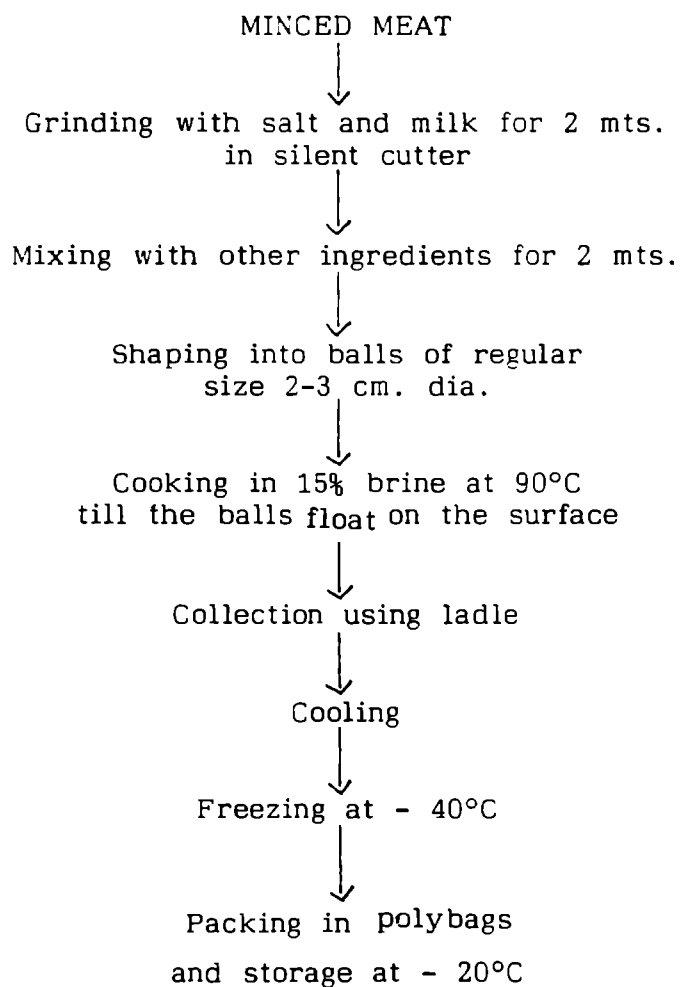 MINCED MEAT
Grinding with salt and milk for 2 mts.
in silent cutter
Mixing with other ingredients for 2 mts.
Shaping into balls of regular
size 2-3 cm. dia.
Cooking in 15% brine at 90°C
till the balls float on the surface
Collection using ladle
Cooling
Freezing at - 40°C
Packing in polybags
and storage at - 20°C